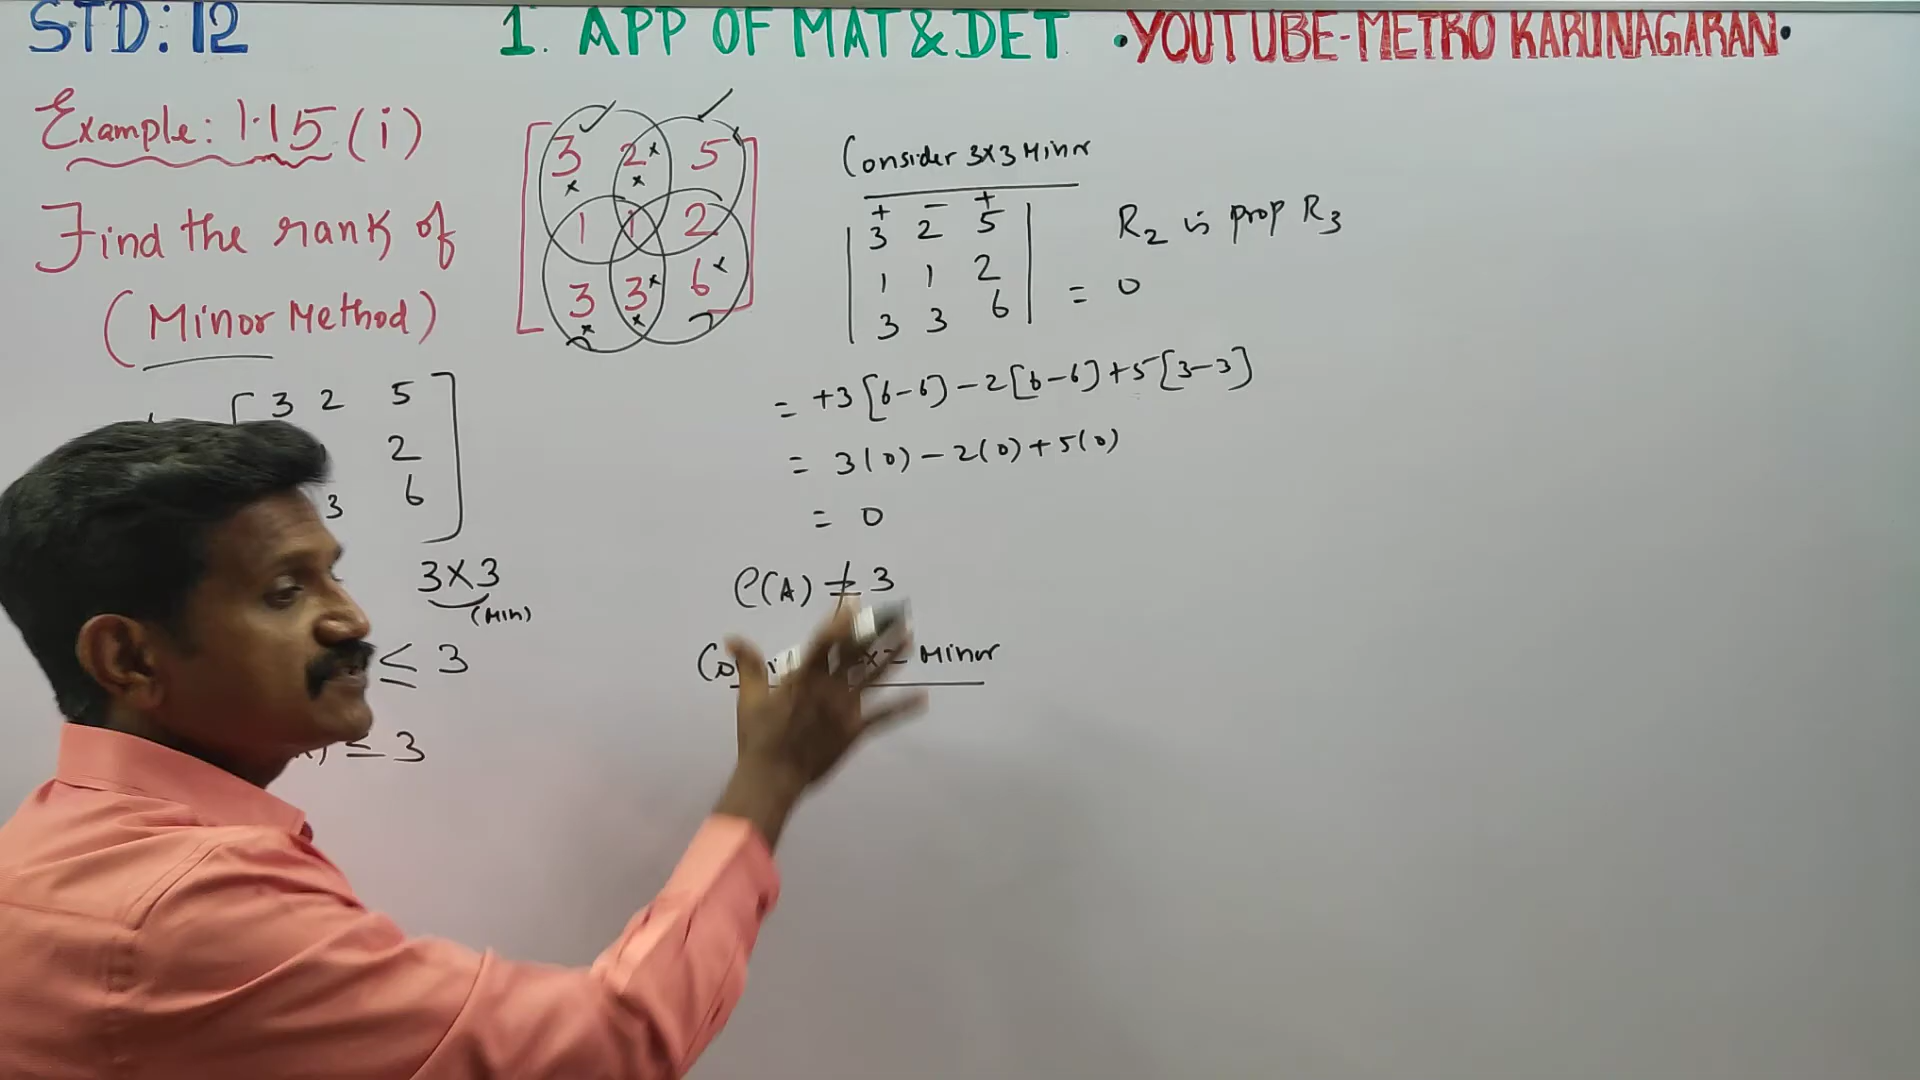 STD: 12
1. APP OF MAT & DET
•YOUTUBE-METRO KARUNAGARAN•
Example: 1.15 (i)
Find the rank of
(Minor Method)
3 2 5
1 1 2
3 3 6
3 2 5
2
3 6
3×3
(Min)
≤ 3
≤ 3
Consider 3×3 Minr
+ − +
3 2 5
1 1 2
3 3 6
= 0
R₂ is prop R₃
= +3[6-6] -2[6-6] +5[3-3]
= 3(0) - 2(0) + 5(0)
= 0
ρ(A) ≠ 3
Minor